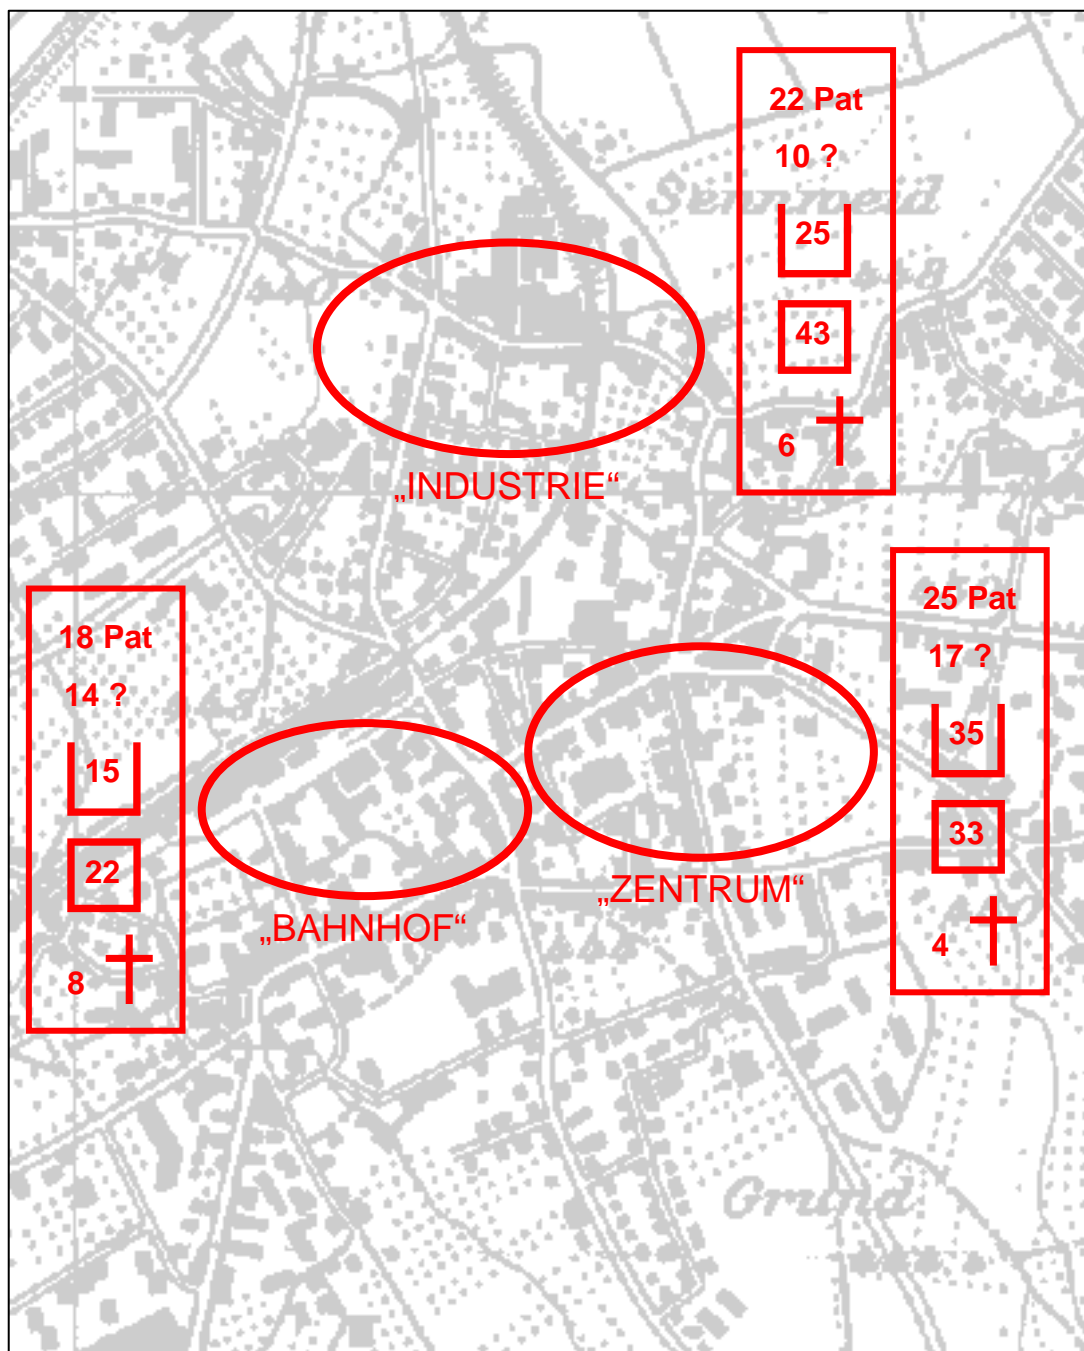 22 Pat
10 ?
25
43
6
„INDUSTRIE“
18 Pat
14 ?
15
22
8
„BAHNHOF“
25 Pat
17 ?
35
33
4
„ZENTRUM“
Grund